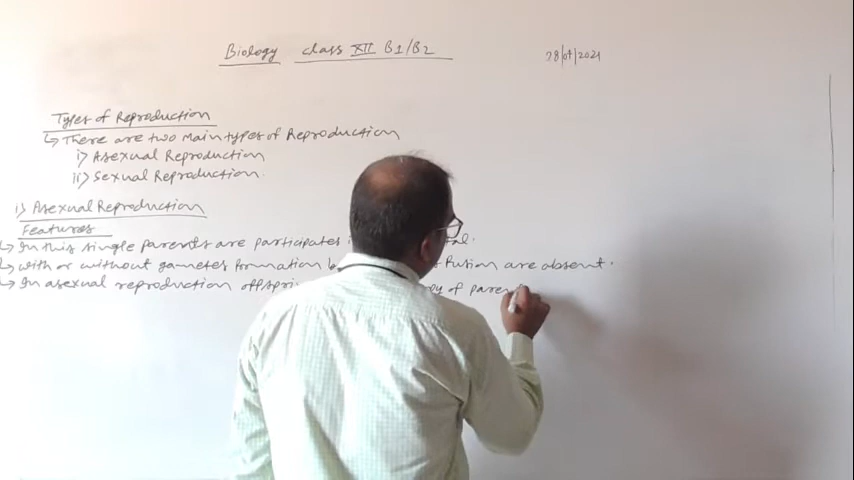 Biology class XII B1/B2
28/04/2021
Types of Reproduction
↳ There are two main types of Reproduction
i) Asexual Reproduction
ii) Sexual Reproduction.
i) Asexual Reproduction
Features
↳ In this single parents are participates
↳ with or without gametes formation fusion are absent.
↳ In asexual reproduction of parent